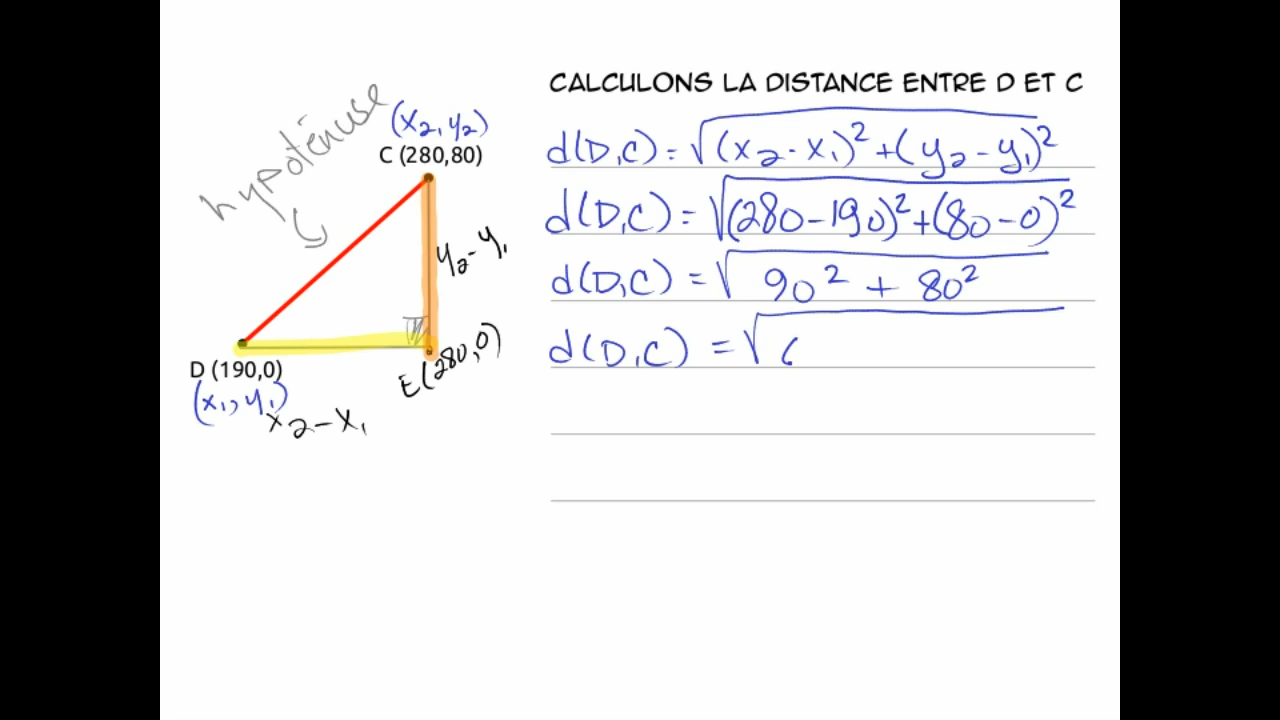 CALCULONS LA DISTANCE ENTRE D ET C
hypoténuse
(x₂, y₂)
C (280,80)
y₂-y₁
D (190,0)
(x₁, y₁)
E(280,0)
x₂-x₁
d(D,C) = √(x₂-x₁)²+(y₂-y₁)²
d(D,C) = √(280-190)²+(80-0)²
d(D,C) = √90² + 80²
d(D,C) = √(